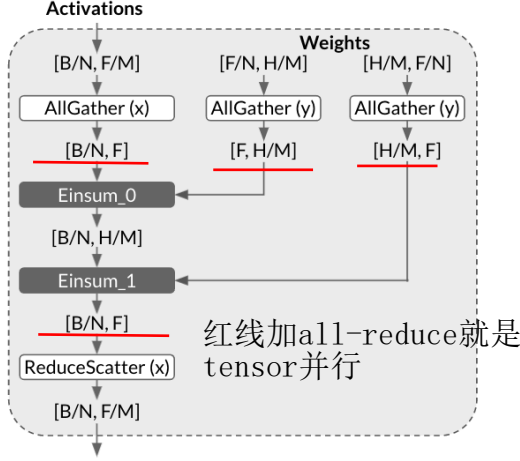 Activations
Weights
[B/N, F/M]
[F/N, H/M]
[H/M, F/N]
AllGather (x)
AllGather (y)
AllGather (y)
[B/N, F]
[F, H/M]
[H/M, F]
Einsum_0
[B/N, H/M]
Einsum_1
[B/N, F]
红线加all-reduce就是
tensor并行
ReduceScatter (x)
[B/N, F/M]